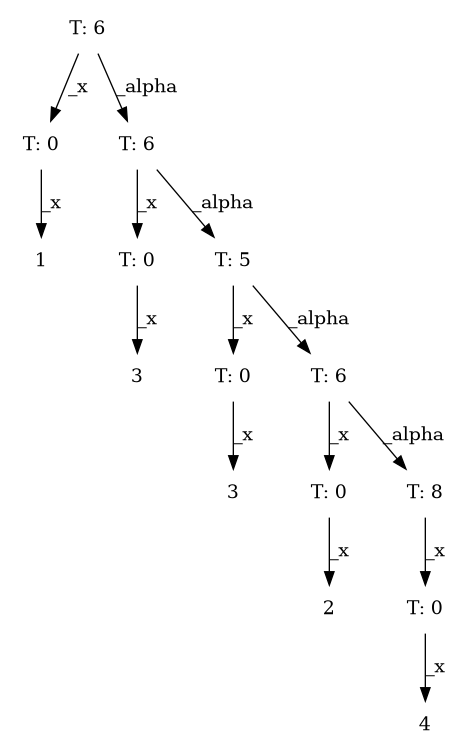 T: 6
_x _alpha
T: 0 T: 6
_x _x _alpha
1 T: 0 T: 5
_x _x _alpha
3 T: 0 T: 6
_x _x _alpha
3 T: 0 T: 8
_x _x
2 T: 0
_x
4